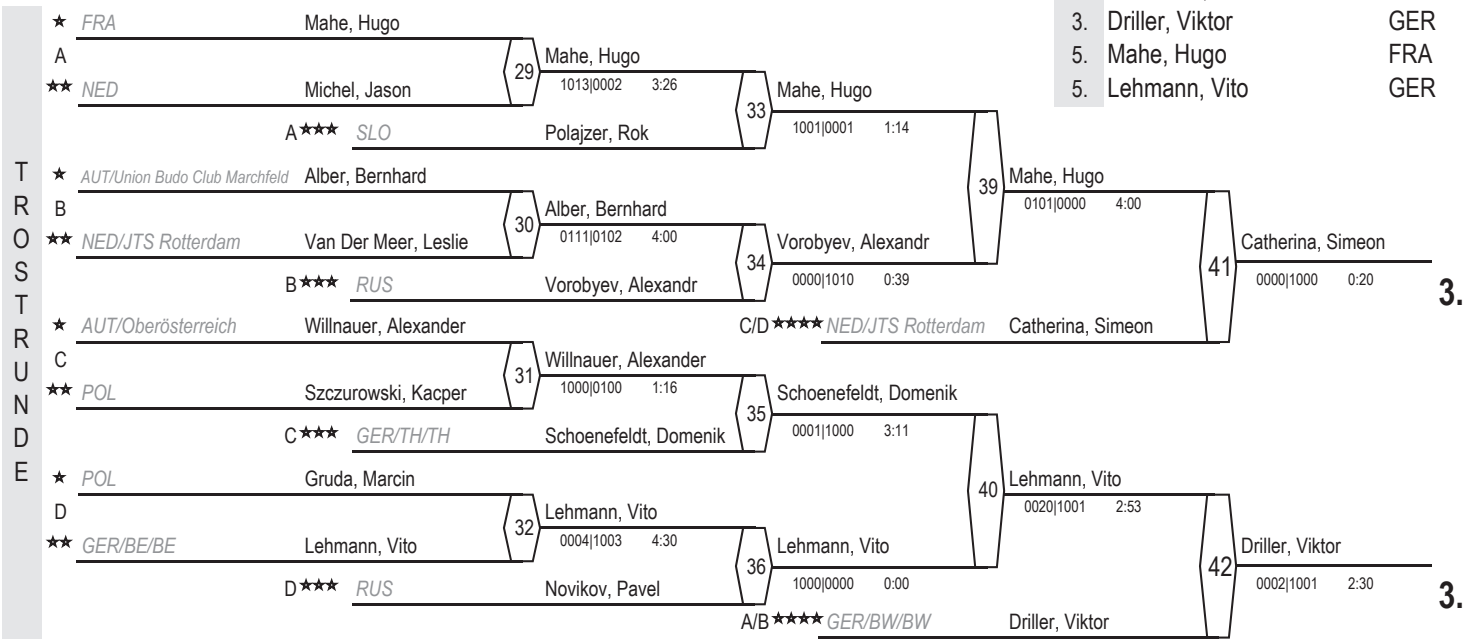 3. Driller, Viktor GER
5. Mahe, Hugo FRA
5. Lehmann, Vito GER
TROSTRUNDE
★ FRA Mahe, Hugo
A
29 Mahe, Hugo
1013|0002 3:26
★★ NED Michel, Jason
33 Mahe, Hugo
1001|0001 1:14
A★★★ SLO Polajzer, Rok
39 Mahe, Hugo
0101|0000 4:00
★ AUT/Union Budo Club Marchfeld Alber, Bernhard
B
30 Alber, Bernhard
0111|0102 4:00
★★ NED/JTS Rotterdam Van Der Meer, Leslie
34 Vorobyev, Alexandr
0000|1010 0:39
B★★★ RUS Vorobyev, Alexandr
41 Catherina, Simeon
0000|1000 0:20
3.
C/D★★★★ NED/JTS Rotterdam Catherina, Simeon
★ AUT/Oberösterreich Willnauer, Alexander
C
31 Willnauer, Alexander
1000|0100 1:16
★★ POL Szczurowski, Kacper
35 Schoenefeldt, Domenik
0001|1000 3:11
C★★★ GER/TH/TH Schoenefeldt, Domenik
40 Lehmann, Vito
0020|1001 2:53
★ POL Gruda, Marcin
D
32 Lehmann, Vito
0004|1003 4:30
★★ GER/BE/BE Lehmann, Vito
36 Lehmann, Vito
1000|0000 0:00
D★★★ RUS Novikov, Pavel
42 Driller, Viktor
0002|1001 2:30
3.
A/B★★★★ GER/BW/BW Driller, Viktor